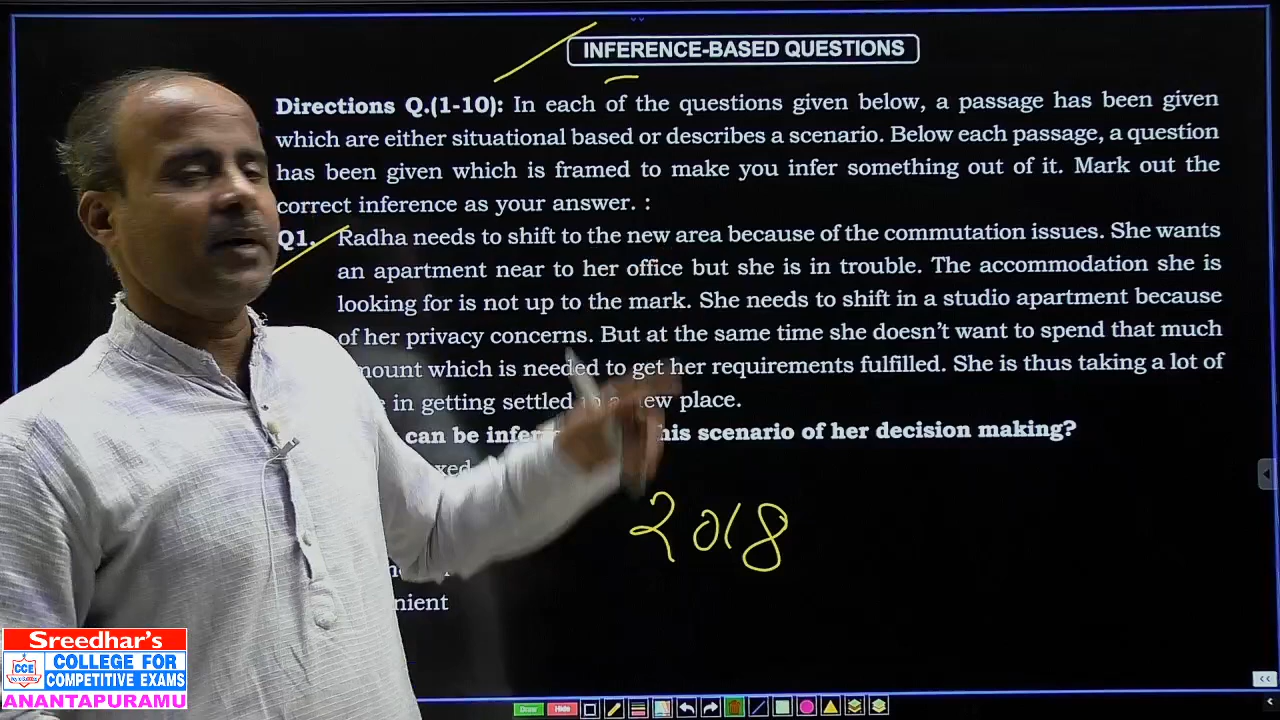 INFERENCE-BASED QUESTIONS
Directions Q.(1-10): In each of the questions given below, a passage has been given
which are either situational based or describes a scenario. Below each passage, a question
has been given which is framed to make you infer something out of it. Mark out the
correct inference as your answer. :
Q1. Radha needs to shift to the new area because of the commutation issues. She wants
an apartment near to her office but she is in trouble. The accommodation she is
looking for is not up to the mark. She needs to shift in a studio apartment because
of her privacy concerns. But at the same time she doesn't want to spend that much
which is needed to get her requirements fulfilled. She is thus taking a lot of
in getting settled new place.
can be scenario of her decision making?
2018
Sreedhar's
CCE
COLLEGE FOR
COMPETITIVE EXAMS
ANANTAPURAMU
Draw Hide